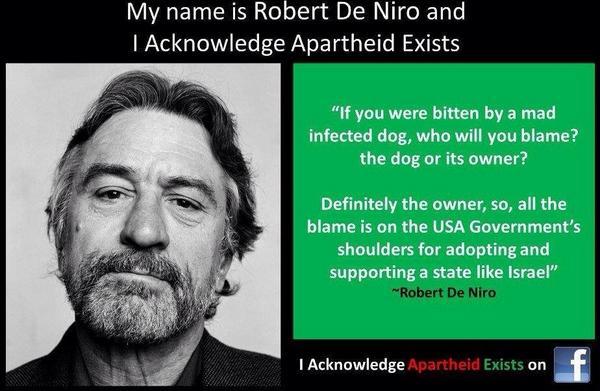 My name is Robert De Niro and
I Acknowledge Apartheid Exists
“If you were bitten by a mad
infected dog, who will you blame?
the dog or its owner?
Definitely the owner, so, all the
blame is on the USA Government’s
shoulders for adopting and
supporting a state like Israel”
~Robert De Niro
I Acknowledge Apartheid Exists on f